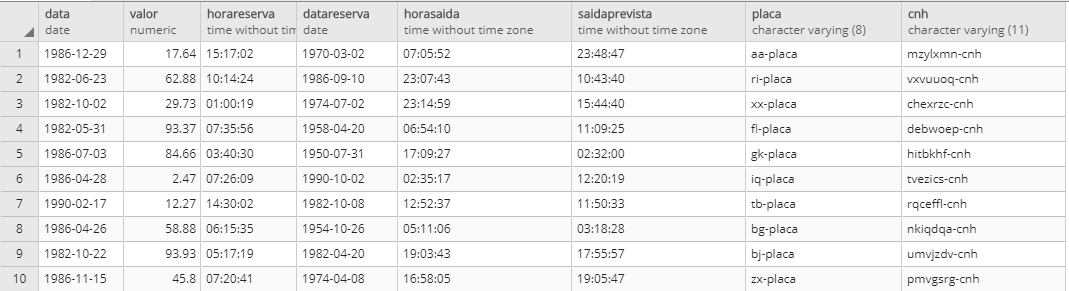 data valor horareserva datareserva horasaida saidaprevista placa cnh
date numeric time without tim date time without time zone time without time zone character varying (8) character varying (11)
1 1986-12-29 17.64 15:17:02 1970-03-02 07:05:52 23:48:47 aa-placa mzylxmn-cnh
2 1982-06-23 62.88 10:14:24 1986-09-10 23:07:43 10:43:40 ri-placa vxvuuoq-cnh
3 1982-10-02 29.73 01:00:19 1974-07-02 23:14:59 15:44:40 xx-placa chexrzc-cnh
4 1982-05-31 93.37 07:35:56 1958-04-20 06:54:10 11:09:25 fl-placa debwoep-cnh
5 1986-07-03 84.66 03:40:30 1950-07-31 17:09:27 02:32:00 gk-placa hitbkhf-cnh
6 1986-04-28 2.47 07:26:09 1990-10-02 02:35:17 12:20:19 iq-placa tvezics-cnh
7 1990-02-17 12.27 14:30:02 1982-10-08 12:52:37 11:50:33 tb-placa rqceffl-cnh
8 1986-04-26 58.88 06:15:35 1954-10-26 05:11:06 03:18:28 bg-placa nkiqdqa-cnh
9 1982-10-22 93.93 05:17:19 1982-04-20 19:03:43 17:55:57 bj-placa umvjzdv-cnh
10 1986-11-15 45.8 07:20:41 1974-04-08 16:58:05 19:05:47 zx-placa pmvgsrg-cnh